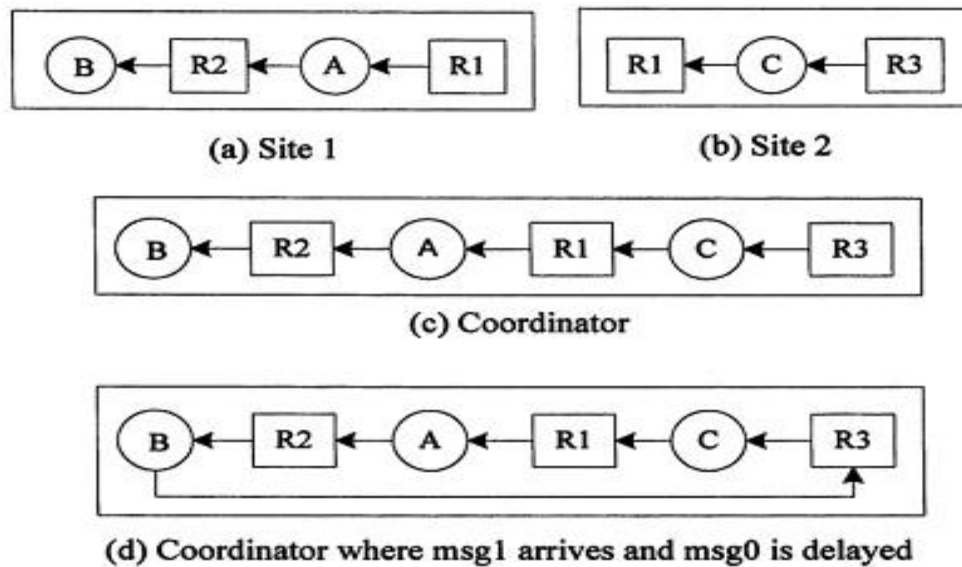 B R2 A R1
R1 C R3
(a) Site 1
(b) Site 2
B R2 A R1 C R3
(c) Coordinator
B R2 A R1 C R3
(d) Coordinator where msg1 arrives and msg0 is delayed